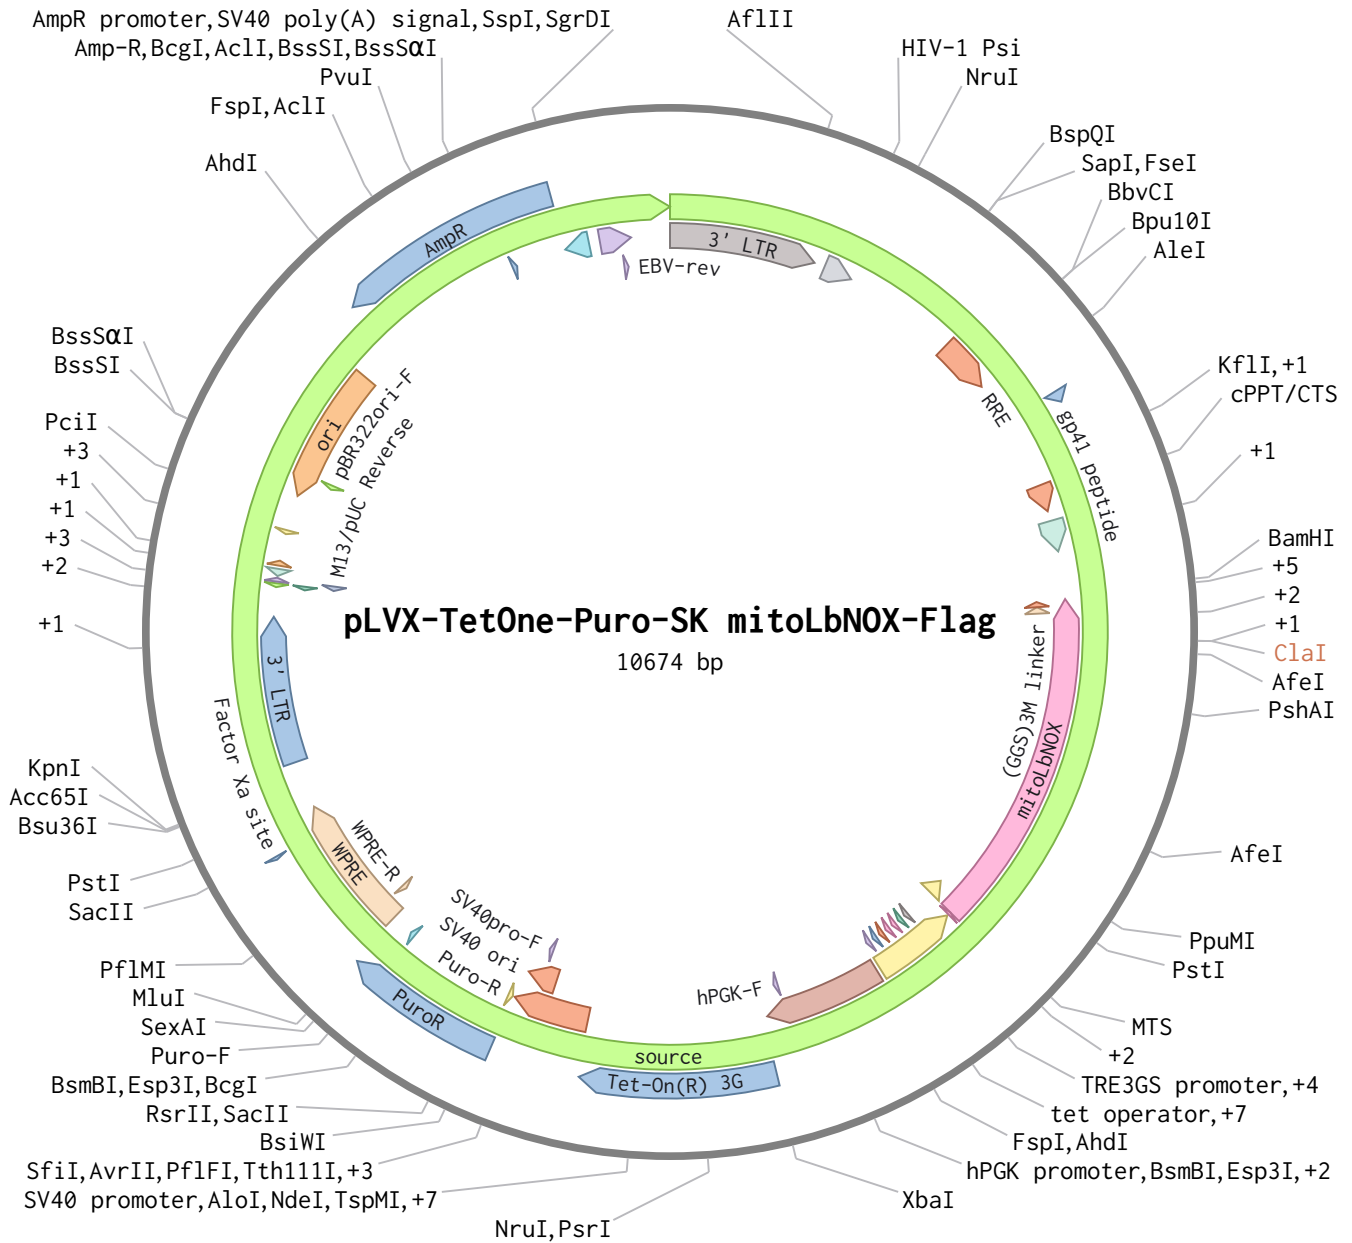 AmpR promoter,SV40 poly(A) signal,SspI,SgrDI
Amp-R,BcgI,AclI,BssSI,BssSαI
PvuI
FspI,AclI
AhdI
AflII
HIV-1 Psi
NruI
BspQI
SapI,FseI
BbvCI
Bpu10I
AleI
KflI,+1
cPPT/CTS
+1
BamHI
+5
+2
+1
ClaI
AfeI
PshAI
AfeI
PpuMI
PstI
MTS
+2
TRE3GS promoter,+4
tet operator,+7
FspI,AhdI
hPGK promoter,BsmBI,Esp3I,+2
XbaI
NruI,PsrI
SV40 promoter,AloI,NdeI,TspMI,+7
SfiI,AvrII,PflFI,Tth111I,+3
BsiWI
RsrII,SacII
BsmBI,Esp3I,BcgI
Puro-F
SexAI
MluI
PflMI
SacII
PstI
Bsu36I
Acc65I
KpnI
+1
+2
+3
+1
+1
+3
PciI
BssSI
BssSαI
AmpR
EBV-rev
3' LTR
RRE
gp41 peptide
(GGS)3M linker
mitoLbNOX
hPGK-F
source
Tet-On(R) 3G
SV40pro-F
SV40 ori
Puro-R
PuroR
WPRE-R
WPRE
Factor Xa site
3' LTR
M13/pUC Reverse
pBR322ori-F
ori
pLVX-TetOne-Puro-SK mitoLbNOX-Flag
10674 bp